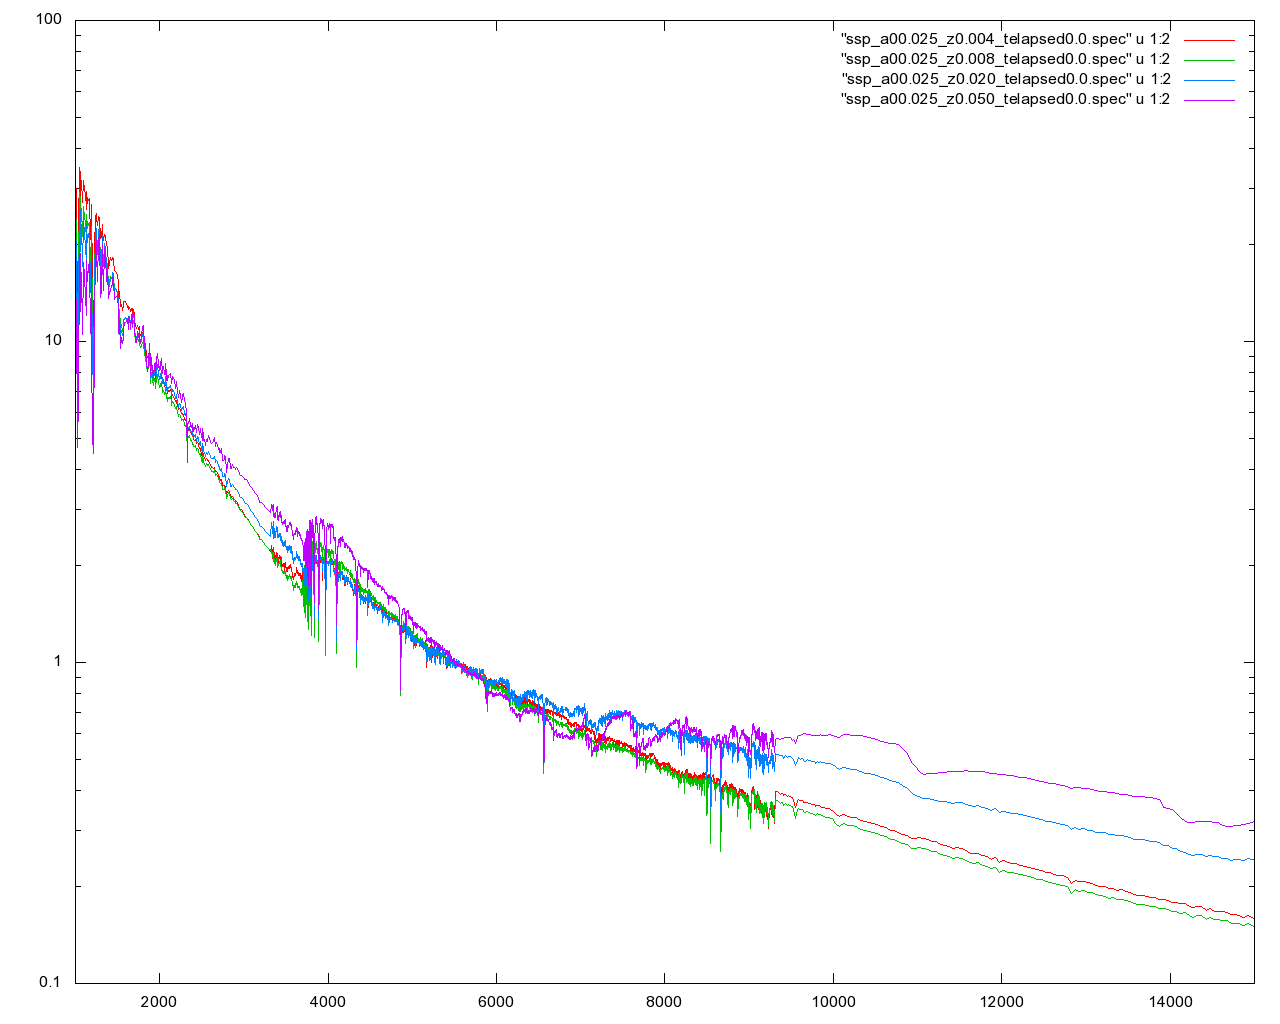 100
"ssp_a00.025_z0.004_telapsed0.0.spec" u 1:2
"ssp_a00.025_z0.008_telapsed0.0.spec" u 1:2
"ssp_a00.025_z0.020_telapsed0.0.spec" u 1:2
"ssp_a00.025_z0.050_telapsed0.0.spec" u 1:2
10
1
0.1
2000 4000 6000 8000 10000 12000 14000